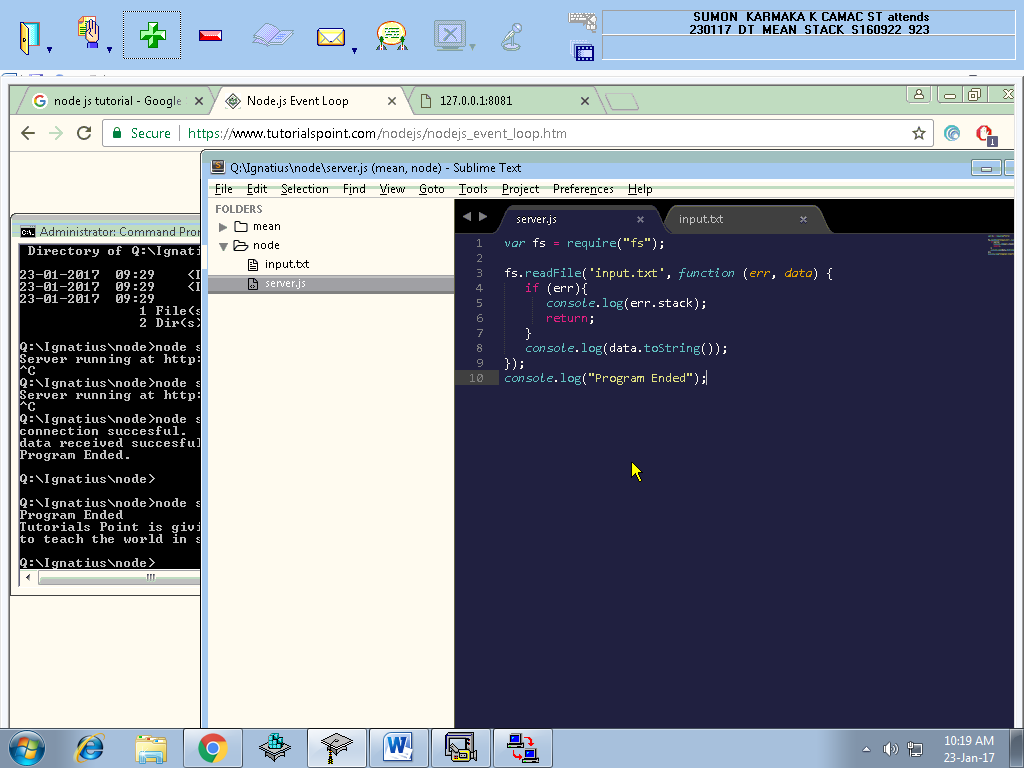 SUMON KARMAKA K CAMAC ST attends
230117 DT MEAN STACK S160922 923
node js tutorial - Google
Node.js Event Loop
127.0.0.1:8081
Secure
https://www.tutorialspoint.com/nodejs/nodejs_event_loop.htm
1
Q:\Ignatius\node\server.js (mean, node) - Sublime Text
File Edit Selection Find View Goto Tools Project Preferences Help
FOLDERS
mean
node
input.txt
server.js
server.js
input.txt
1 var fs = require("fs");
2
3 fs.readFile('input.txt', function (err, data) {
4 if (err){
5 console.log(err.stack);
6 return;
7 }
8 console.log(data.toString());
9 });
10 console.log("Program Ended");
Administrator: Command Pro
Directory of Q:\Ignati
23-01-2017 09:29
23-01-2017 09:29
23-01-2017 09:29
1 File(s
2 Dir(s)
Q:\Ignatius\node>node s
Server running at http:
^C
Q:\Ignatius\node>node s
Server running at http:
^C
Q:\Ignatius\node>node s
connection succesful.
data received succesful
Program Ended.
Q:\Ignatius\node>
Q:\Ignatius\node>node s
Program Ended
Tutorials Point is givi
to teach the world in s
Q:\Ignatius\node>
10:19 AM
23-Jan-17